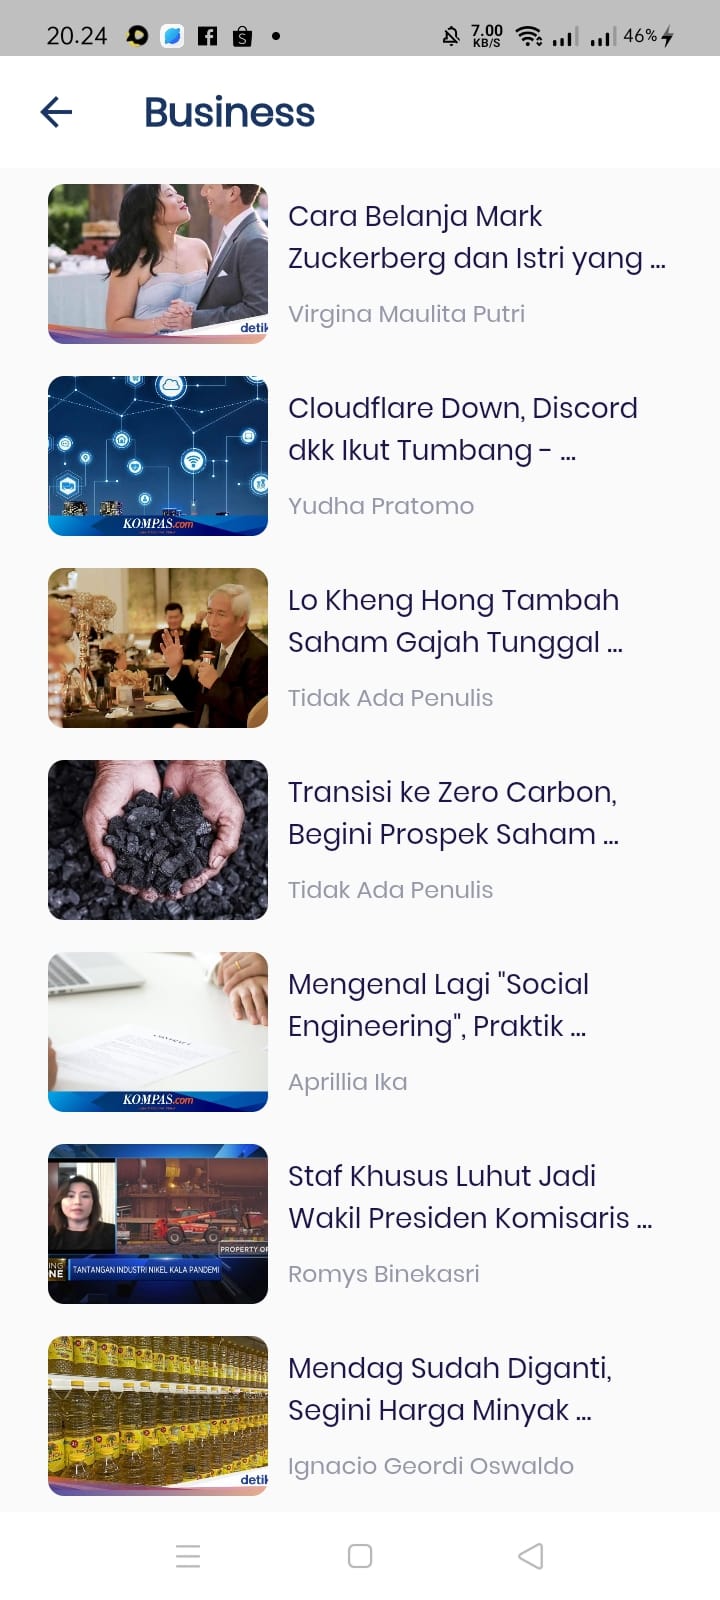 20.24
7.00
KB/S
46%
Business
Cara Belanja Mark
Zuckerberg dan Istri yang ...
Virgina Maulita Putri
detik
Cloudflare Down, Discord
dkk Ikut Tumbang - ...
Yudha Pratomo
KOMPAS.com
Lo Kheng Hong Tambah
Saham Gajah Tunggal ...
Tidak Ada Penulis
Transisi ke Zero Carbon,
Begini Prospek Saham ...
Tidak Ada Penulis
Mengenal Lagi "Social
Engineering", Praktik ...
Aprillia Ika
KOMPAS.com
Staf Khusus Luhut Jadi
Wakil Presiden Komisaris ...
Romys Binekasri
PROPERTY OF
NE
TANTANGAN INDUSTRI NIKEL KALA PANDEMI
Mendag Sudah Diganti,
Segini Harga Minyak ...
Ignacio Geordi Oswaldo
detik